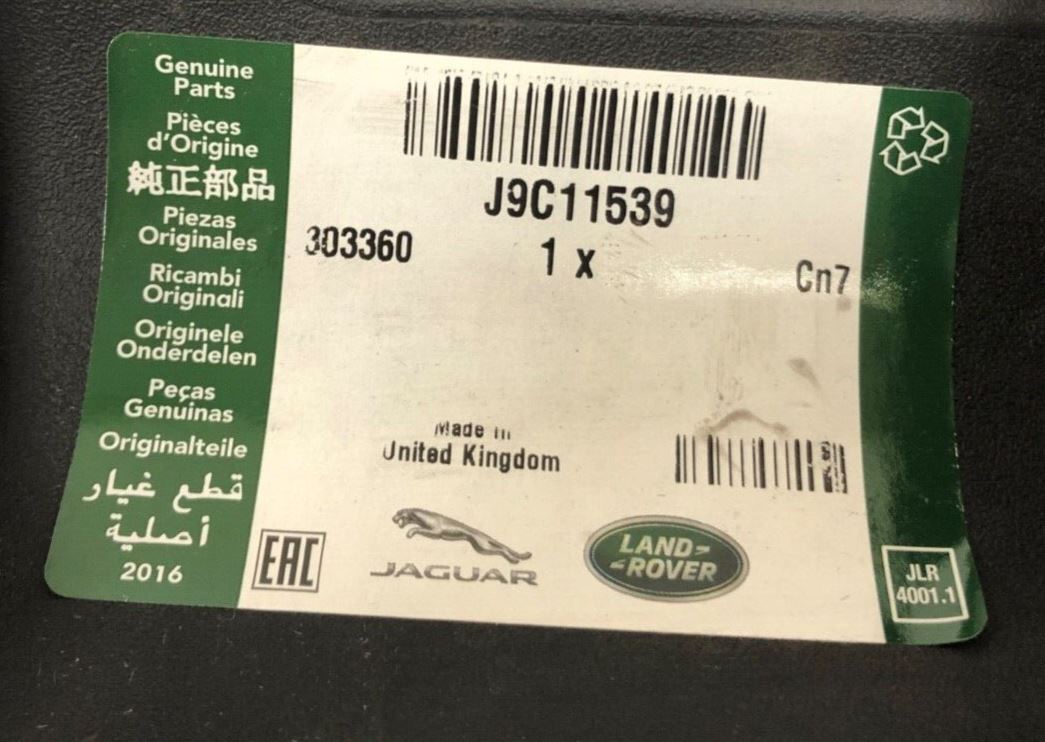 Genuine
Parts
Pièces
d'Origine
純正部品
Piezas
Originales
Ricambi
Originali
Originele
Onderdelen
Peças
Genuinas
Originalteile
قطع غيار
أصلية
2016
J9C11539
303360
1 x
Cn7
Made in
United Kingdom
EAC
JAGUAR
LAND-
-ROVER
JLR
4001.1